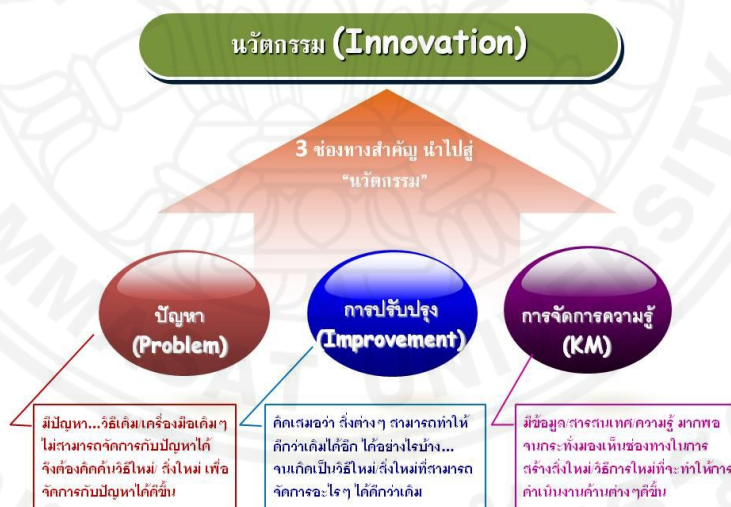 นวัตกรรม (Innovation)
3 ช่องทางสำคัญ นำไปสู่
"นวัตกรรม"
ปัญหา
(Problem)
การปรับปรุง
(Improvement)
การจัดการความรู้
(KM)
มีปัญหา...วิธีเดิม/เครื่องมือเดิม ๆ
ไม่สามารถจัดการกับปัญหาได้
จึงต้องคิดค้นวิธีใหม่/ สิ่งใหม่ เพื่อ
จัดการกับปัญหาได้ดีขึ้น
คิดเสมอว่า สิ่งต่าง ๆ สามารถทำให้
ดีกว่าเดิมได้อีก ได้อย่างไรบ้าง...
จนเกิดเป็นวิธีใหม่/สิ่งใหม่ที่สามารถ
จัดการอะไร ๆ ได้ดีกว่าเดิม
มีข้อมูล/สารสนเทศ/ความรู้ มากพอ
จนกระทั่งมองเห็นช่องทางในการ
สร้างสิ่งใหม่/วิธีการใหม่ที่จะทำให้การ
ดำเนินงานด้านต่าง ๆดีขึ้น